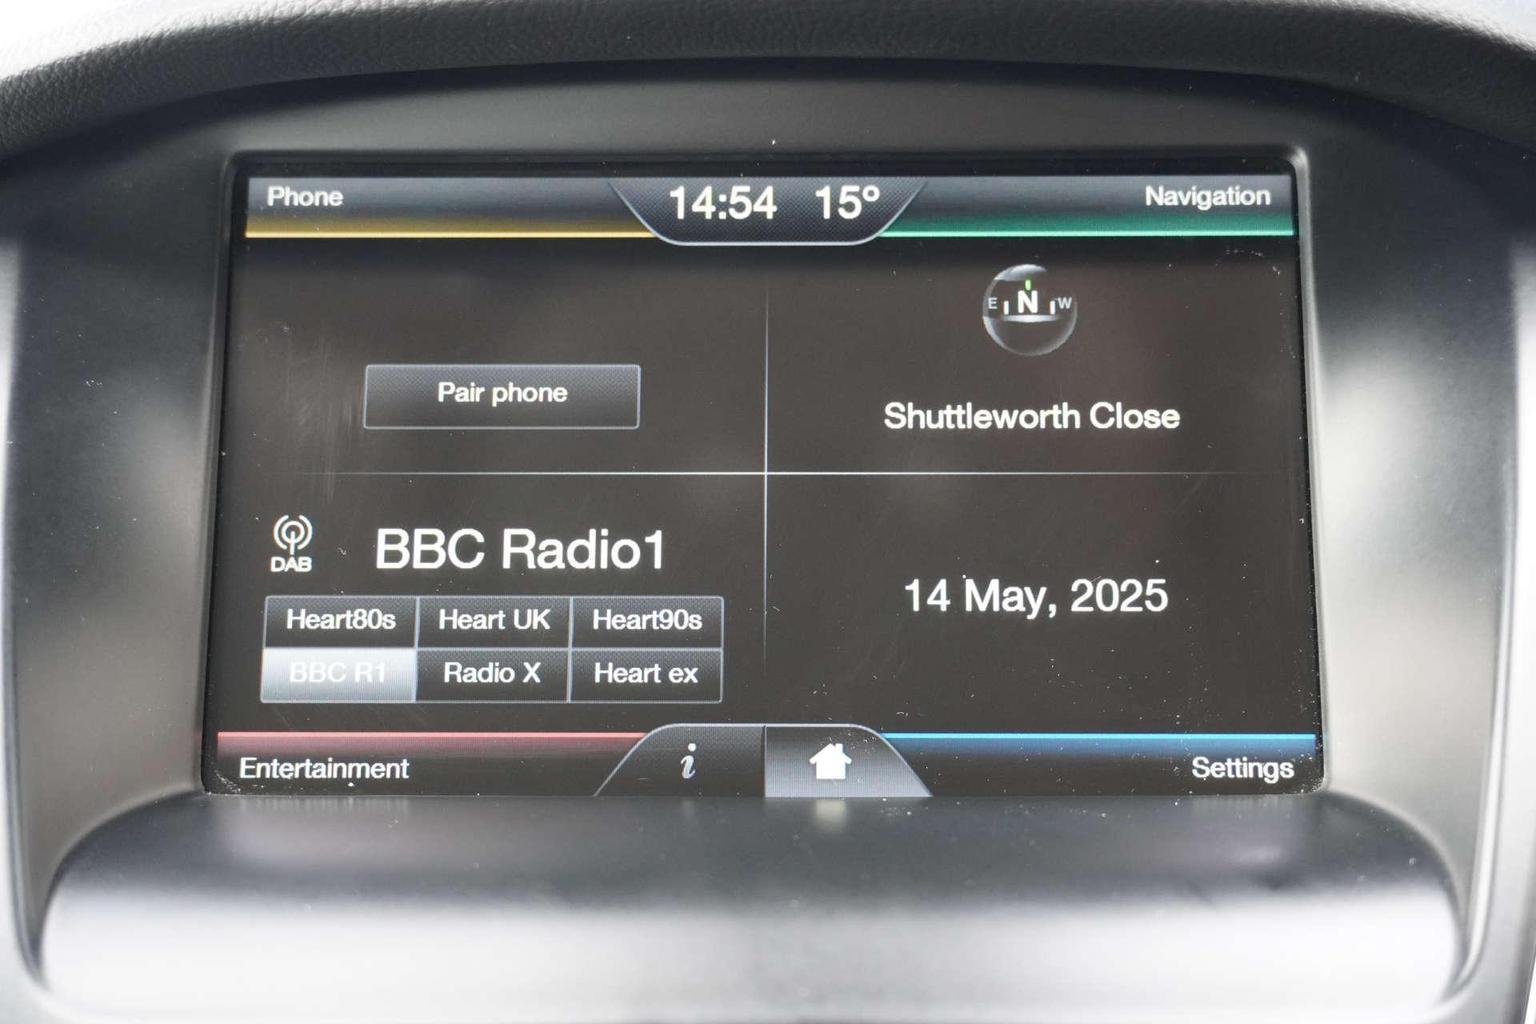 Phone
14:54 15º
Navigation
E N W
Pair phone
Shuttleworth Close
DAB
BBC Radio1
Heart80s Heart UK Heart90s
BBC R1 Radio X Heart ex
14 May, 2025
Entertainment
i
Settings